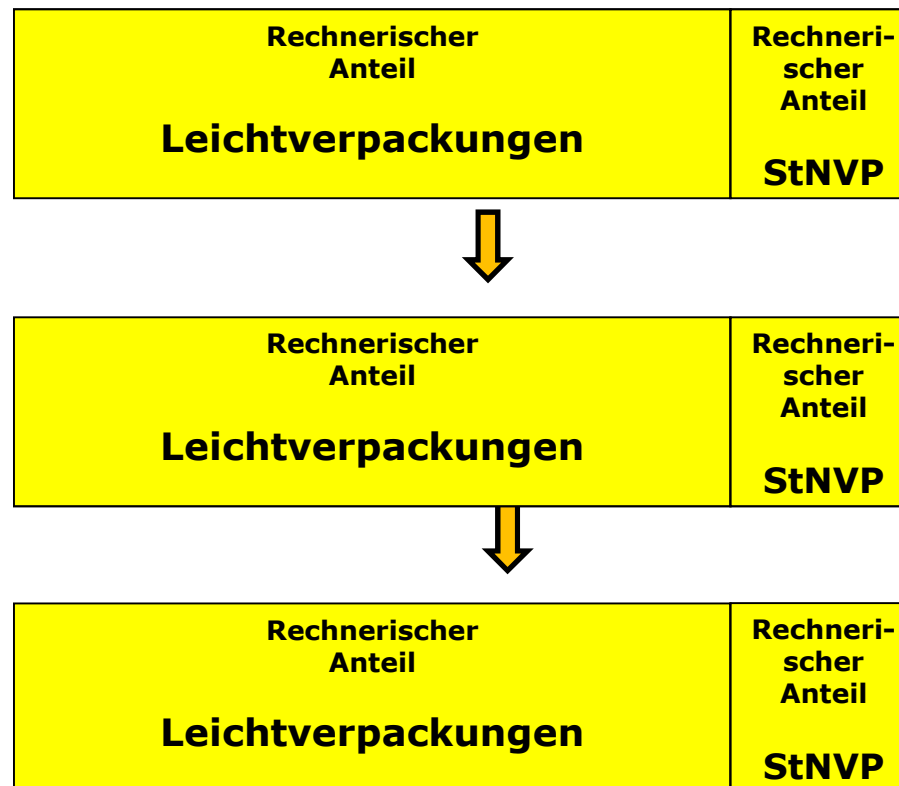 Rechnerischer
Anteil
Leichtverpackungen
Rechneri-
scher
Anteil
StNVP
Rechnerischer
Anteil
Leichtverpackungen
Rechneri-
scher
Anteil
StNVP
Rechnerischer
Anteil
Leichtverpackungen
Rechneri-
scher
Anteil
StNVP